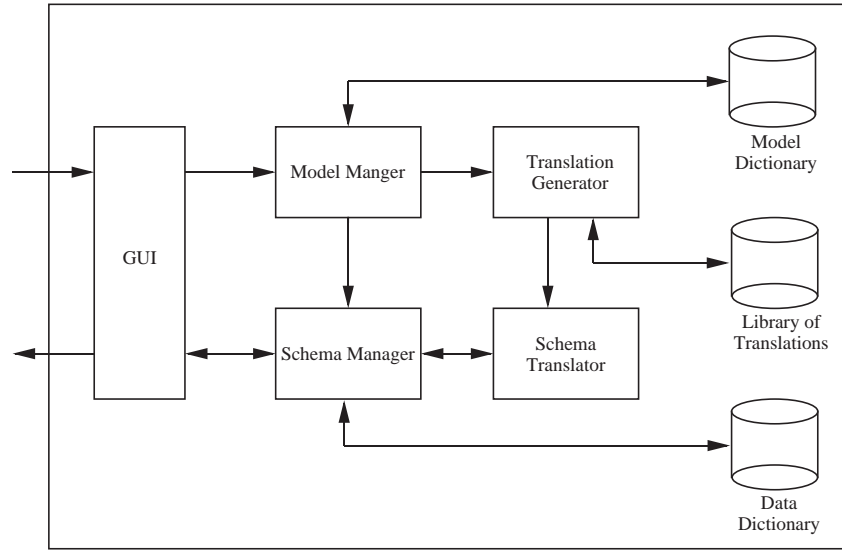 Model
Dictionary
Model Manger
Translation
Generator
GUI
Library of
Translations
Schema Manager
Schema
Translator
Data
Dictionary